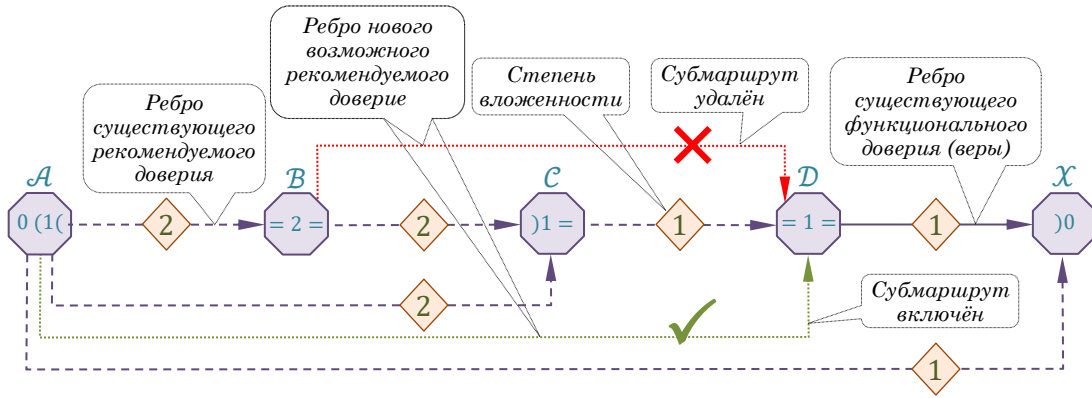 Ребро нового
возможного
рекомендуемого
доверие
Степень
вложенности
Субмаршрут
удалён
Ребро
существующего
функционального
доверия (веры)
Ребро
существующего
рекомендуемого
доверия
A
B
C
D
X
0 (1(
2
= 2 =
2
)1 =
1
= 1 =
1
)0
2
Субмаршрут
включён
1